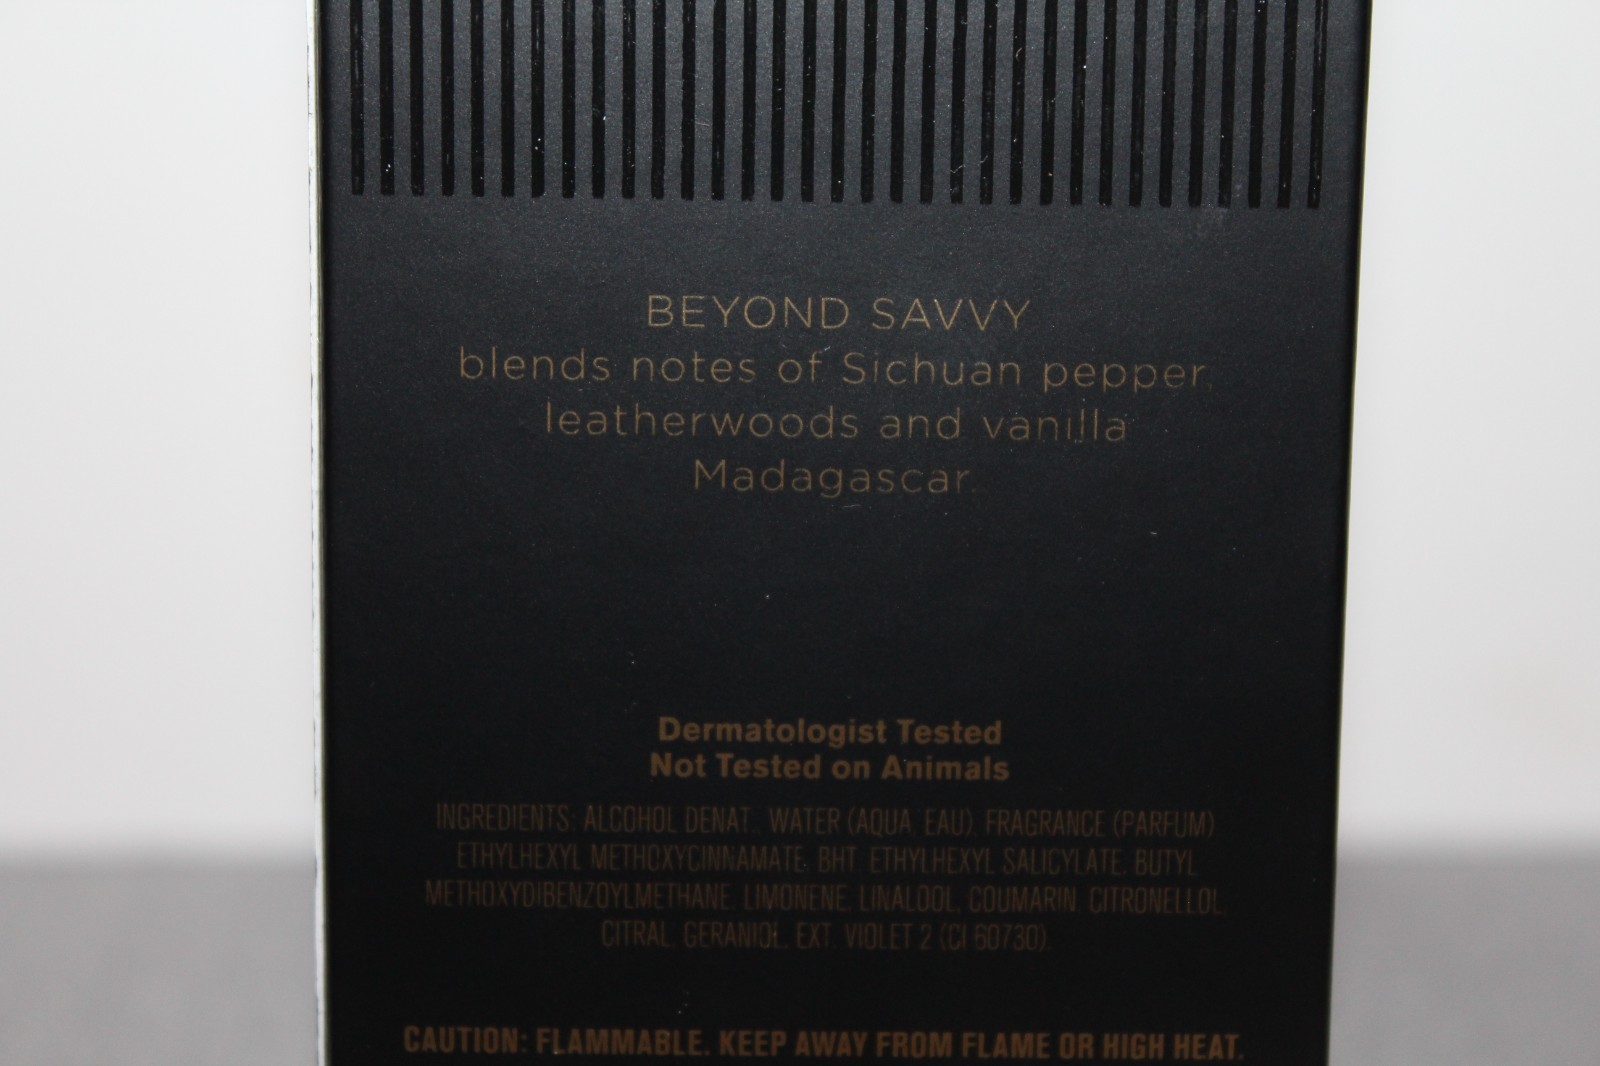 BEYOND SAVVY
blends notes of Sichuan pepper,
leatherwoods and vanilla
Madagascar.
Dermatologist Tested
Not Tested on Animals
INGREDIENTS: ALCOHOL DENAT., WATER (AQUA, EAU), FRAGRANCE (PARFUM)
ETHYLHEXYL METHOXYCINNAMATE, BHT, ETHYLHEXYL SALICYLATE, BUTYL
METHOXYDIBENZOYLMETHANE, LIMONENE, LINALOOL, COUMARIN, CITRONELLOL,
CITRAL, GERANIOL, EXT. VIOLET 2 (CI 60730).
CAUTION: FLAMMABLE. KEEP AWAY FROM FLAME OR HIGH HEAT.